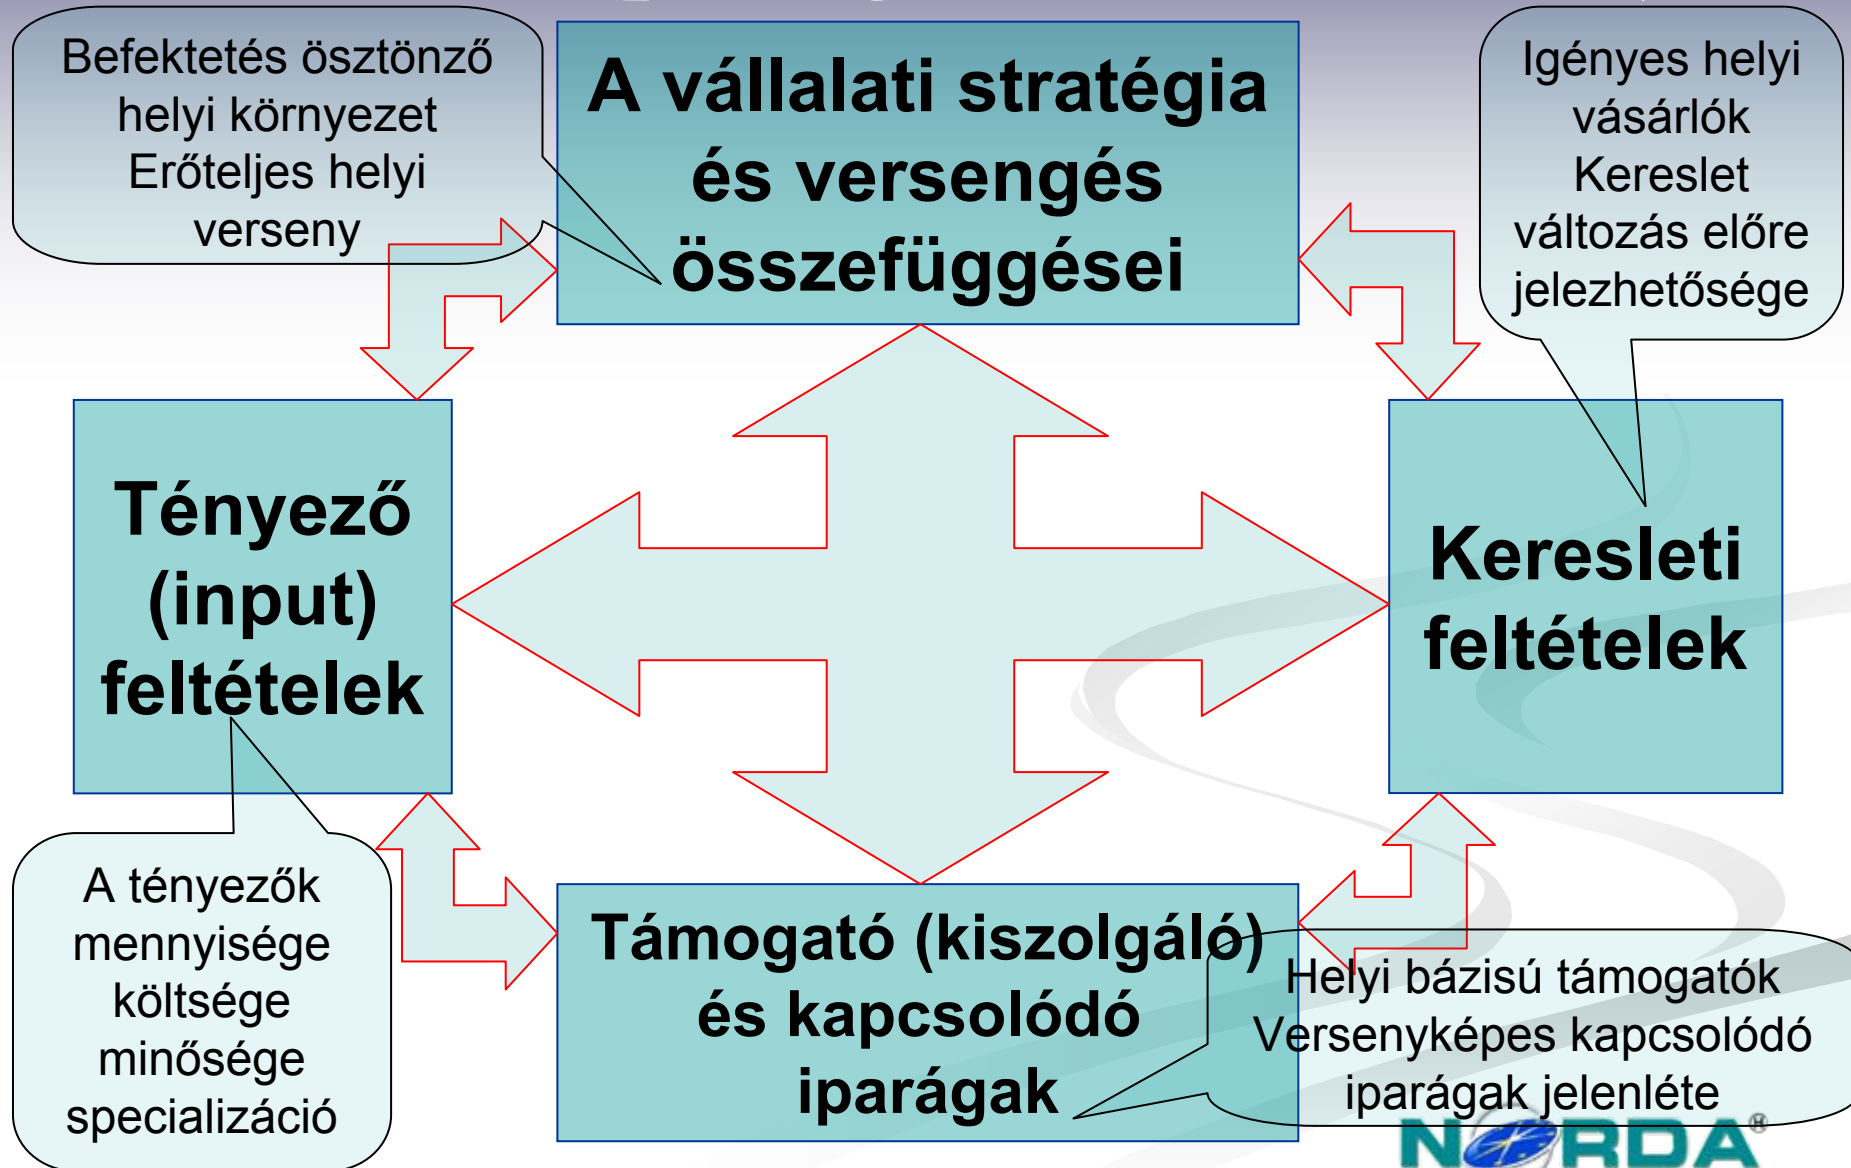 Befektetés ösztönző
helyi környezet
Erőteljes helyi
verseny
A vállalati stratégia
és versengés
összefüggései
Igényes helyi
vásárlók
Kereslet
változás előre
jelezhetősége
Tényező
(input)
feltételek
Keresleti
feltételek
A tényezők
mennyisége
költsége
minősége
specializáció
Támogató (kiszolgáló)
és kapcsolódó
iparágak
Helyi bázisú támogatók
Versenyképes kapcsolódó
iparágak jelenléte
NORDA®